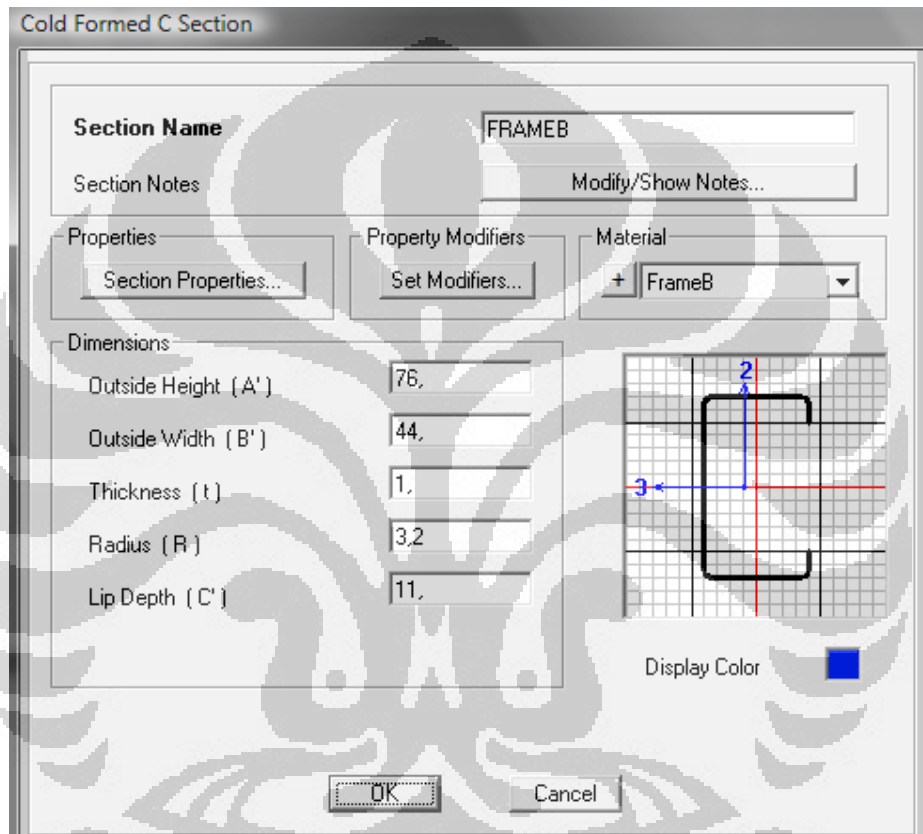 Cold Formed C Section
Section Name FRAMEB
Section Notes Modify/Show Notes...
Properties Property Modifiers Material
Section Properties... Set Modifiers... + FrameB
Dimensions
Outside Height ( A' ) 76,
Outside Width ( B' ) 44,
Thickness ( t ) 1,
Radius ( R ) 3,2
Lip Depth ( C' ) 11,
2
3
Display Color
OK Cancel